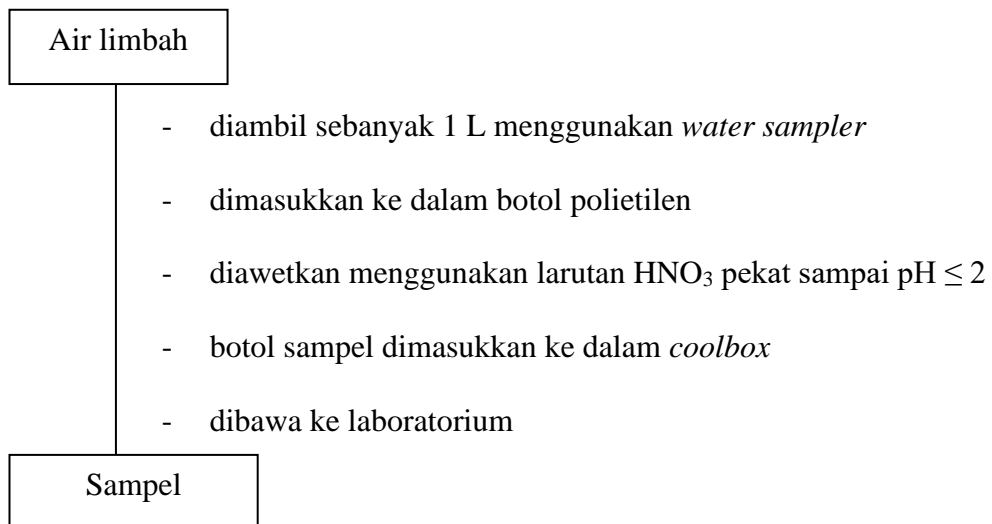 Air limbah
- diambil sebanyak 1 L menggunakan water sampler
- dimasukkan ke dalam botol polietilen
- diawetkan menggunakan larutan HNO₃ pekat sampai pH ≤ 2
- botol sampel dimasukkan ke dalam coolbox
- dibawa ke laboratorium
Sampel